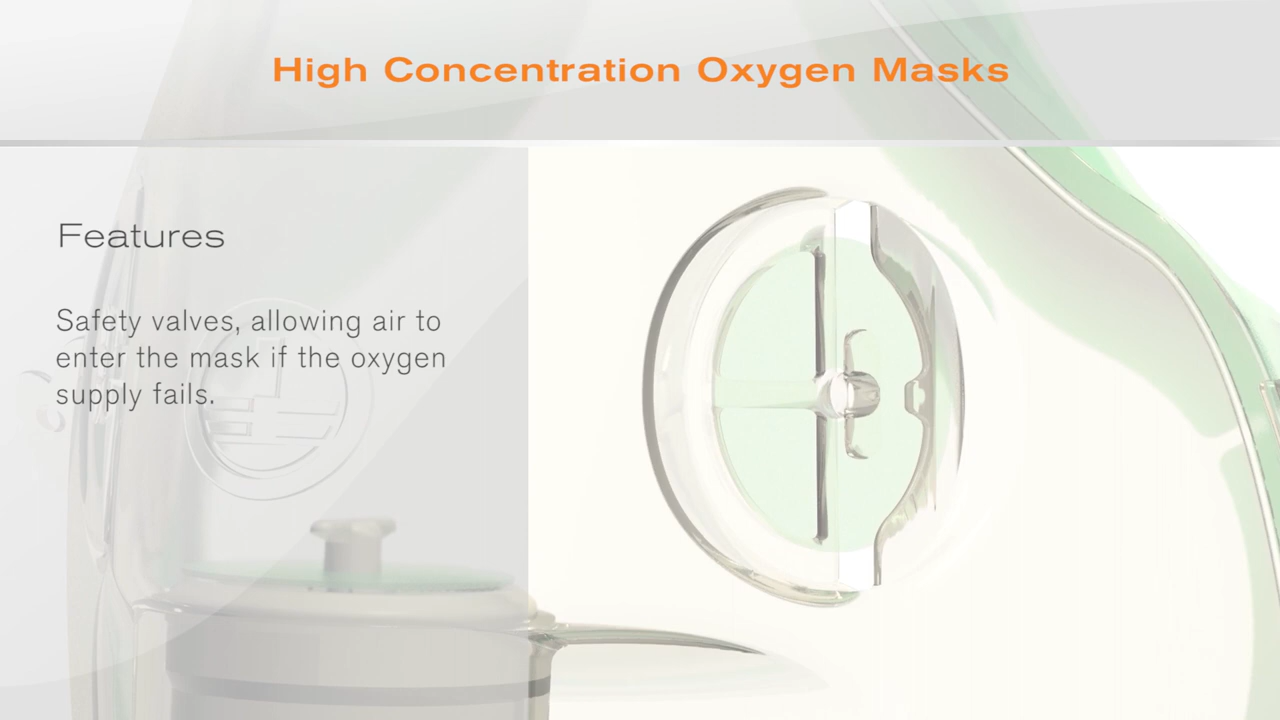 High Concentration Oxygen Masks
Features
Safety valves, allowing air to
enter the mask if the oxygen
supply fails.